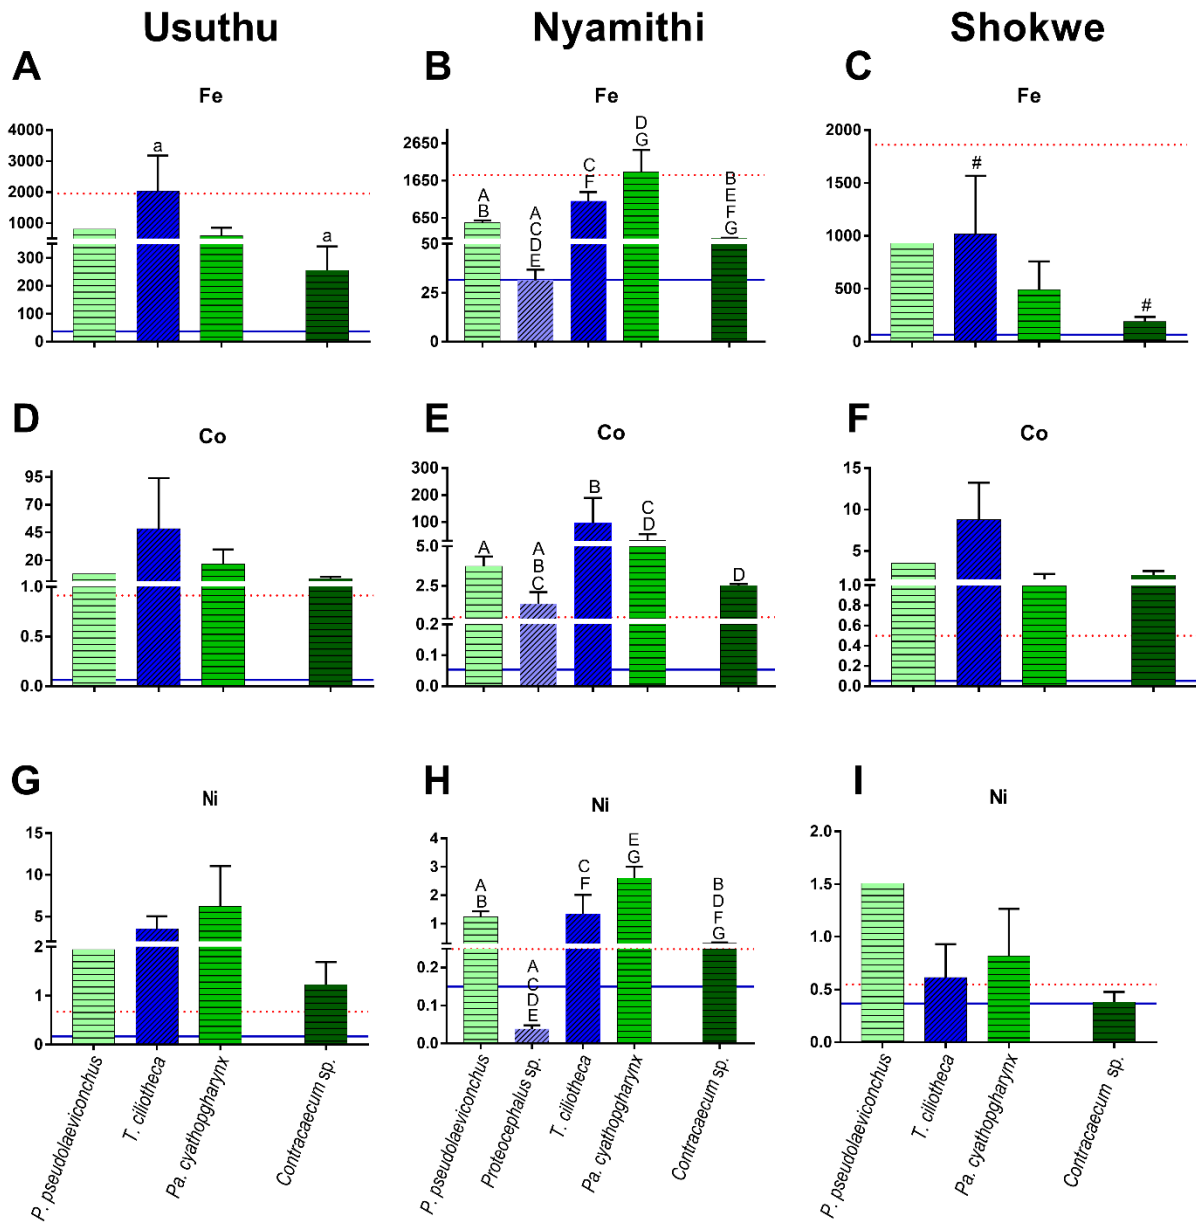 Usuthu
Nyamithi
Shokwe
A
Fe
4000
3000
2000
1000
300
200
100
0
a
a
B
Fe
2650
1650
650
50
25
0
A
B
A
C
D
E
C
F
D
G
B
E
F
G
C
Fe
2000
1500
1000
500
0
#
#
D
Co
95
70
45
20
1.0
0.5
0.0
E
Co
300
200
100
5.0
2.5
0.2
0.1
0.0
A
A
B
C
B
C
D
D
F
Co
15
10
5
1.0
0.8
0.6
0.4
0.2
0.0
G
Ni
15
10
5
2
1
0
P. pseudolaeviconchus
T. ciliotheca
Pa. cyathopgharynx
Contracaecum sp.
H
Ni
4
3
2
1
0.2
0.1
0.0
A
B
A
C
D
E
C
F
E
G
B
D
F
G
P. pseudolaeviconchus
Proteocephalus sp.
T. ciliotheca
Pa. cyathopgharynx
Contracaecum sp.
I
Ni
2.0
1.5
1.0
0.5
0.0
P. pseudolaeviconchus
T. ciliotheca
Pa. cyathopgharynx
Contracaecum sp.